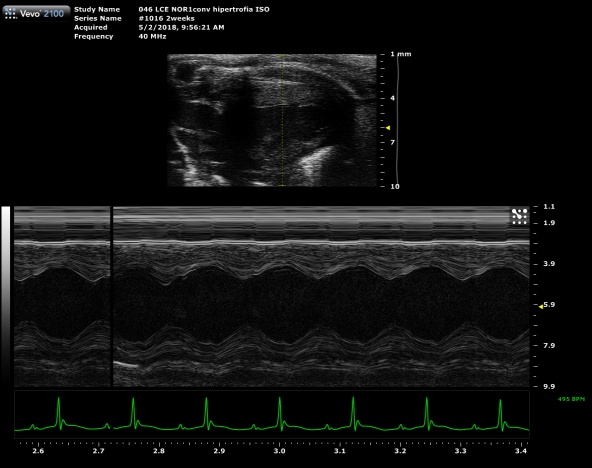 Vevo 2100
Study Name 046 LCE NOR1conv hipertrofia ISO
Series Name #1016 2weeks
Acquired 5/2/2018, 9:56:21 AM
Frequency 40 MHz
1 mm
4
7
10
1.1
1.9
3.9
5.9
7.9
9.9
495 BPM
2.6 2.7 2.8 2.9 3.0 3.1 3.2 3.3 3.4